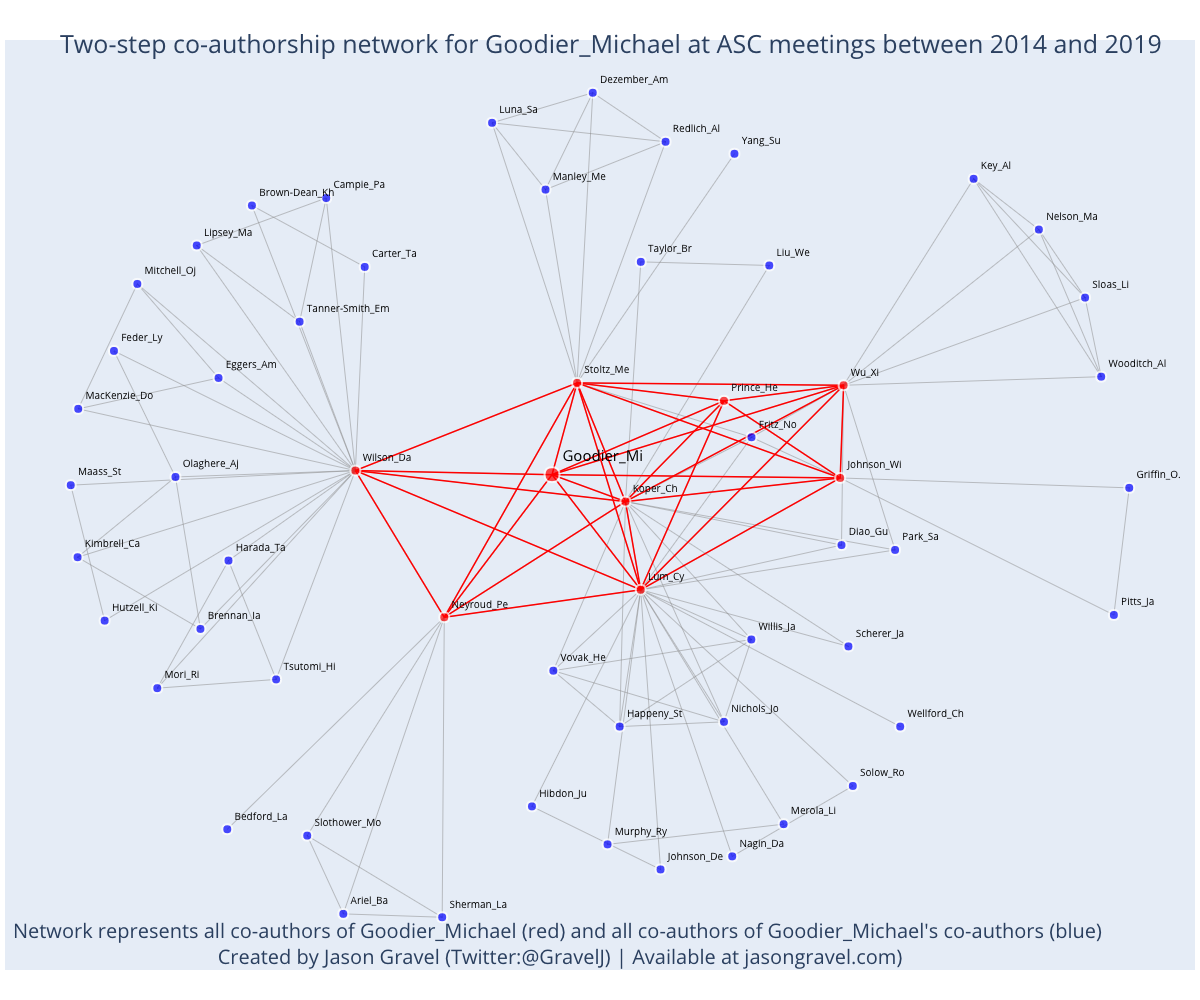 Two-step co-authorship network for Goodier_Michael at ASC meetings between 2014 and 2019
Dezember_Am
Luna_Sa
Redlich_Al
Yang_Su
Key_Al
Manley_Me
Campie_Pa
Brown-Dean_Kh
Nelson_Ma
Lipsey_Ma
Carter_Ta
Taylor_Br
Liu_We
Mitchell_Oj
Sloas_Li
Tanner-Smith_Em
Feder_Ly
Eggers_Am
Stoltz_Me
Wu_Xi
Wooditch_Al
MacKenzie_Do
Prince_He
Fritz_No
Wilson_Da
Goodier_Mi
Olaghere_Aj
Johnson_Wi
Maass_St
Griffin_O.
Koper_Ch
Kimbrell_Ca
Harada_Ta
Diao_Gu
Park_Sa
Lum_Cy
Hutzell_Ki
Brennan_Ia
Neyroud_Pe
Pitts_Ja
Willis_Ja
Scherer_Ja
Mori_Ri
Tsutomi_Hi
Vovak_He
Happeny_St
Nichols_Jo
Wellford_Ch
Solow_Ro
Hibdon_Ju
Merola_Li
Bedford_La
Slothower_Mo
Murphy_Ry
Nagin_Da
Johnson_De
Ariel_Ba
Sherman_La
Network represents all co-authors of Goodier_Michael (red) and all co-authors of Goodier_Michael's co-authors (blue)
Created by Jason Gravel (Twitter:@GravelJ) | Available at jasongravel.com)